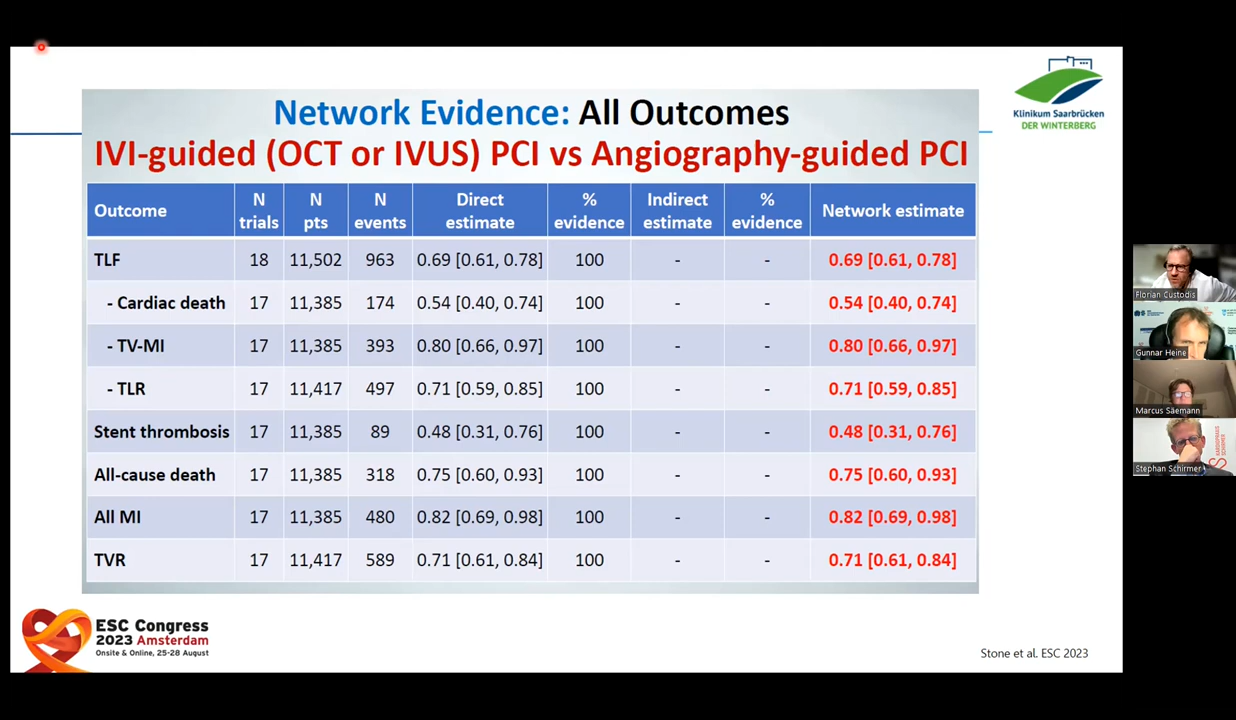 Network Evidence: All Outcomes
IVI-guided (OCT or IVUS) PCI vs Angiography-guided PCI
Outcome N trials N pts N events Direct estimate % evidence Indirect estimate % evidence Network estimate
TLF 18 11,502 963 0.69 [0.61, 0.78] 100 - - 0.69 [0.61, 0.78]
- Cardiac death 17 11,385 174 0.54 [0.40, 0.74] 100 - - 0.54 [0.40, 0.74]
- TV-MI 17 11,385 393 0.80 [0.66, 0.97] 100 - - 0.80 [0.66, 0.97]
- TLR 17 11,417 497 0.71 [0.59, 0.85] 100 - - 0.71 [0.59, 0.85]
Stent thrombosis 17 11,385 89 0.48 [0.31, 0.76] 100 - - 0.48 [0.31, 0.76]
All-cause death 17 11,385 318 0.75 [0.60, 0.93] 100 - - 0.75 [0.60, 0.93]
All MI 17 11,385 480 0.82 [0.69, 0.98] 100 - - 0.82 [0.69, 0.98]
TVR 17 11,417 589 0.71 [0.61, 0.84] 100 - - 0.71 [0.61, 0.84]
Klinikum Saarbrücken
DER WINTERBERG
Florian Custodis
Gunnar Heine
Marcus Säemann
Stephan Schirmer
ESC Congress
2023 Amsterdam
Onsite & Online, 25-28 August
Stone et al. ESC 2023